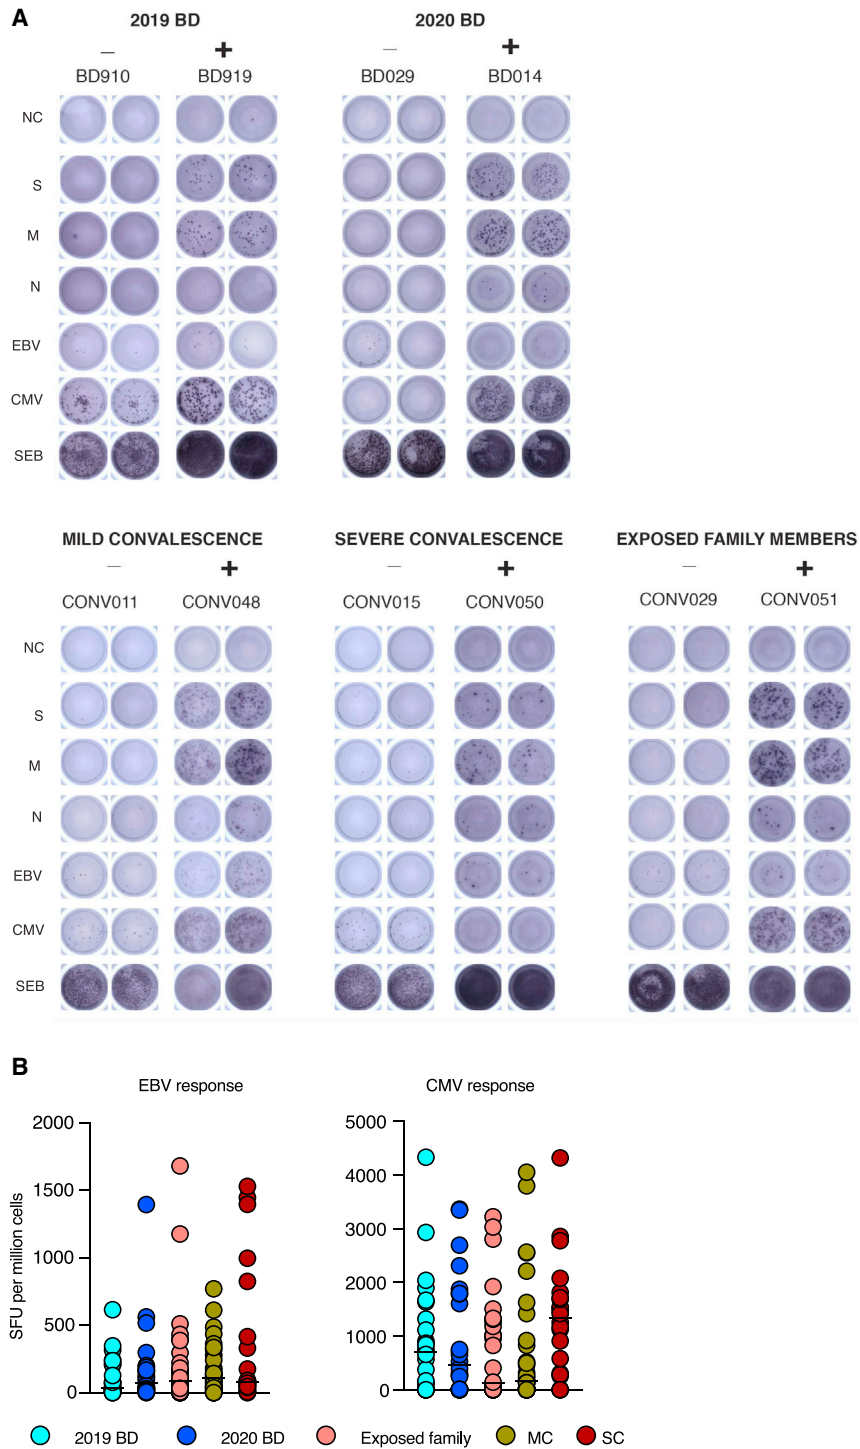 A
2019 BD
2020 BD
− + − +
BD910 BD919 BD029 BD014
NC
S
M
N
EBV
CMV
SEB
MILD CONVALESCENCE SEVERE CONVALESCENCE EXPOSED FAMILY MEMBERS
− + − + − +
CONV011 CONV048 CONV015 CONV050 CONV029 CONV051
NC
S
M
N
EBV
CMV
SEB
B
EBV response
SFU per million cells
2000
1500
1000
500
0
CMV response
5000
4000
3000
2000
1000
0
2019 BD 2020 BD Exposed family MC SC